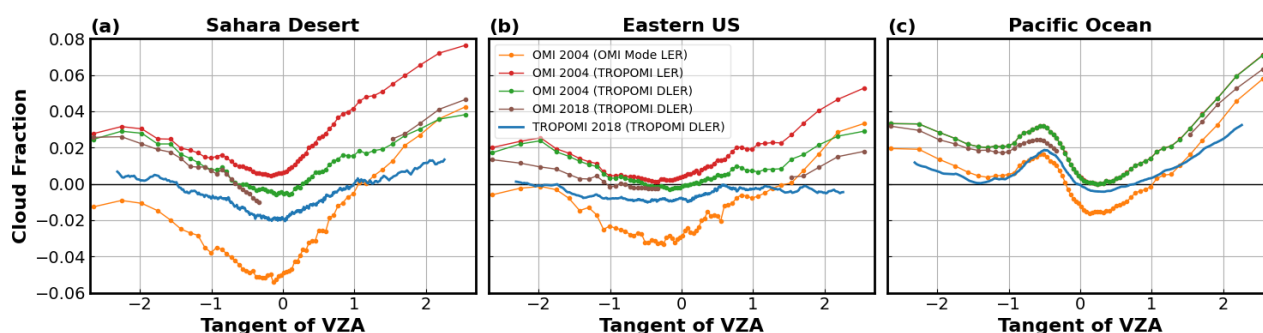 (a) Sahara Desert
(b) Eastern US
(c) Pacific Ocean
Cloud Fraction
0.08
0.06
0.04
0.02
0.00
−0.02
−0.04
−0.06
OMI 2004 (OMI Mode LER)
OMI 2004 (TROPOMI LER)
OMI 2004 (TROPOMI DLER)
OMI 2018 (TROPOMI DLER)
TROPOMI 2018 (TROPOMI DLER)
−2 −1 0 1 2
−2 −1 0 1 2
−2 −1 0 1 2
Tangent of VZA
Tangent of VZA
Tangent of VZA